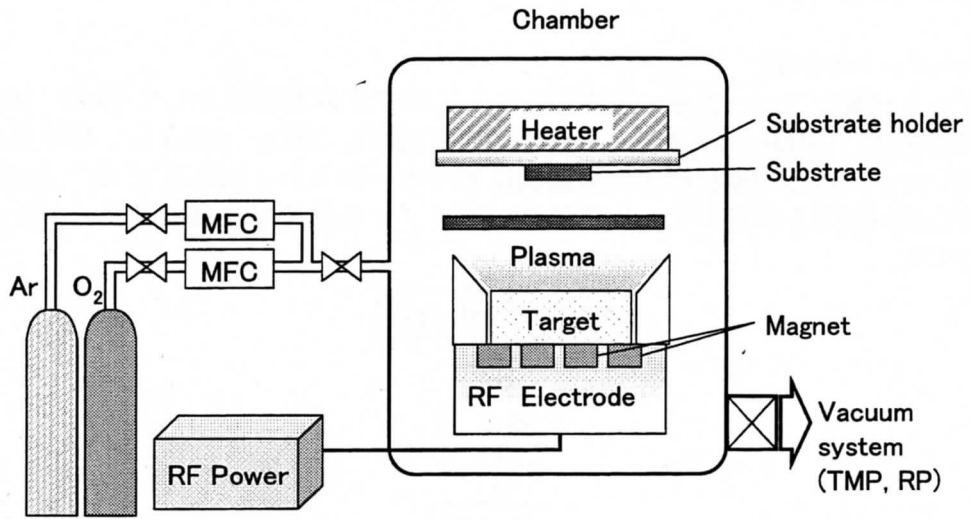 Chamber
Heater
Substrate holder
Substrate
MFC
MFC
Plasma
Ar
O₂
Target
Magnet
RF Electrode
RF Power
Vacuum
system
(TMP, RP)